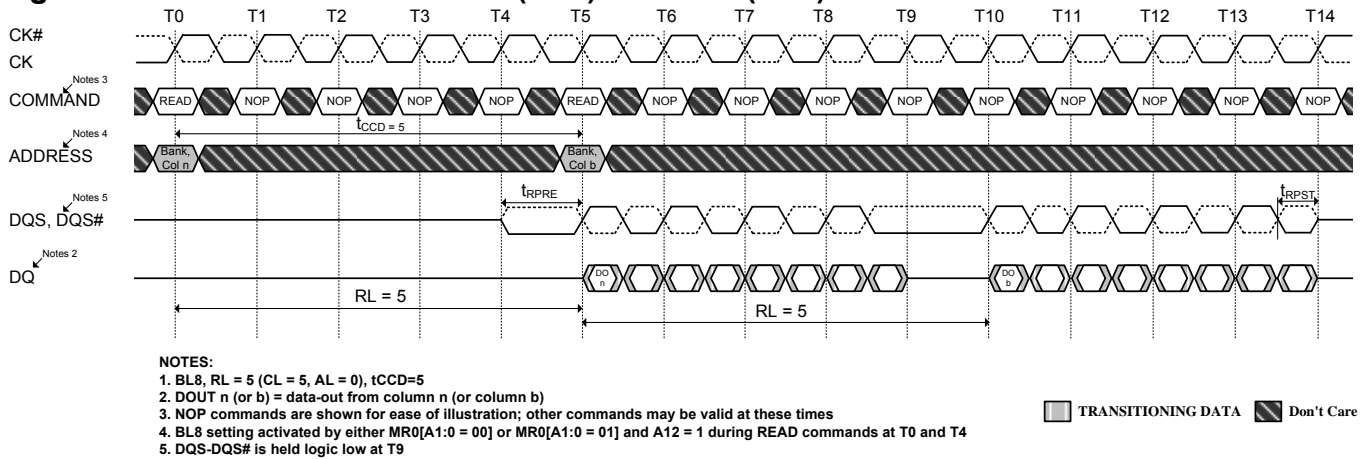 T0 T1 T2 T3 T4 T5 T6 T7 T8 T9 T10 T11 T12 T13 T14
CK#
CK
Notes 3
COMMAND READ NOP NOP NOP NOP READ NOP NOP NOP NOP NOP NOP NOP NOP NOP
tCCD = 5
Notes 4
ADDRESS Bank, Col n Bank, Col b
tRPRE tRPST
Notes 5
DQS, DQS#
Notes 2
DQ DO n DO b
RL = 5
RL = 5
NOTES:
1. BL8, RL = 5 (CL = 5, AL = 0), tCCD=5
2. DOUT n (or b) = data-out from column n (or column b)
3. NOP commands are shown for ease of illustration; other commands may be valid at these times
4. BL8 setting activated by either MR0[A1:0 = 00] or MR0[A1:0 = 01] and A12 = 1 during READ commands at T0 and T4
5. DQS-DQS# is held logic low at T9
TRANSITIONING DATA Don't Care